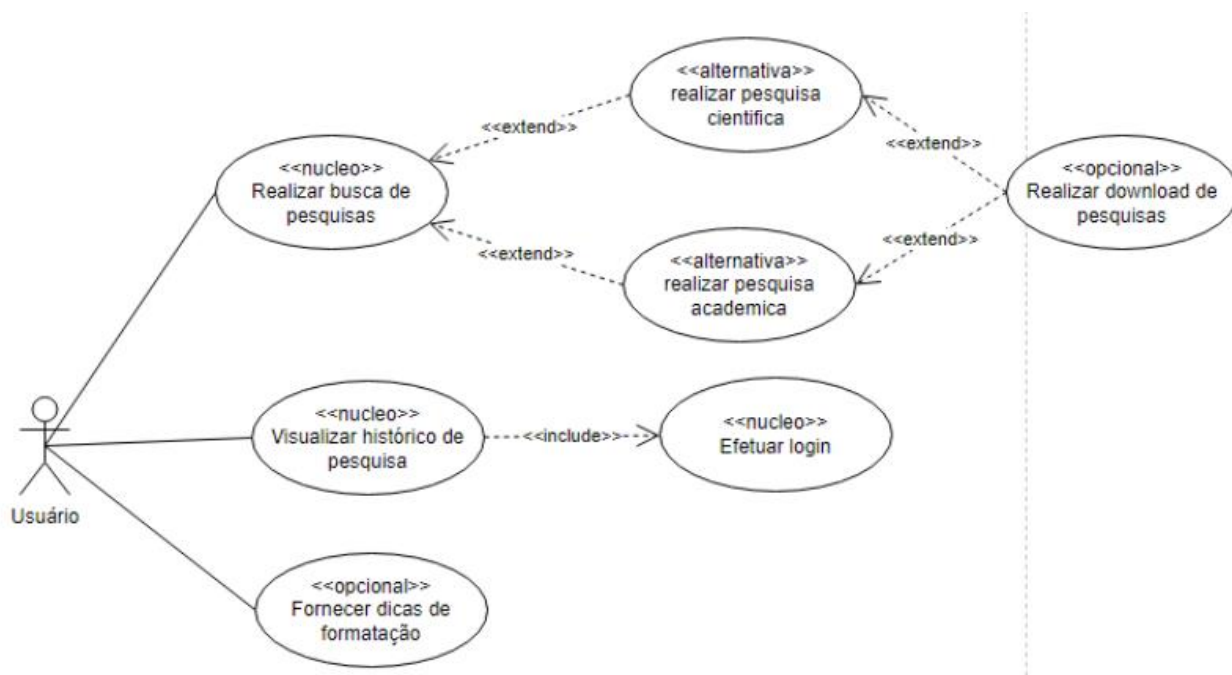 <<alternativa>>
realizar pesquisa
cientifica
<<extend>>
<<extend>>
<<nucleo>>
Realizar busca de
pesquisas
<<opcional>>
Realizar download de
pesquisas
<<extend>>
<<extend>>
<<alternativa>>
realizar pesquisa
academica
<<nucleo>>
Visualizar histórico de
pesquisa
<<include>>
<<nucleo>>
Efetuar login
Usuário
<<opcional>>
Fornecer dicas de
formatação